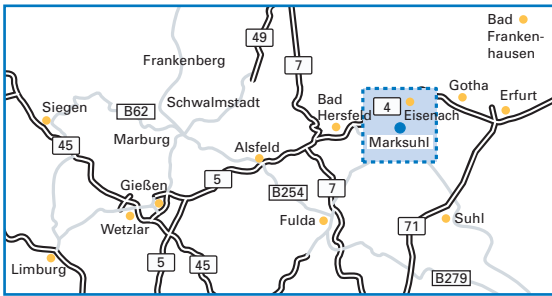 Bad
Franken-
hausen
49
Frankenberg
7
Gotha
Siegen
Schwalmstadt
Bad
Hersfeld
4
Eisenach
Erfurt
B62
Marburg
Marksuhl
45
Alsfeld
5
Gießen
B254
7
Wetzlar
Fulda
71
Suhl
Limburg
5
45
B279